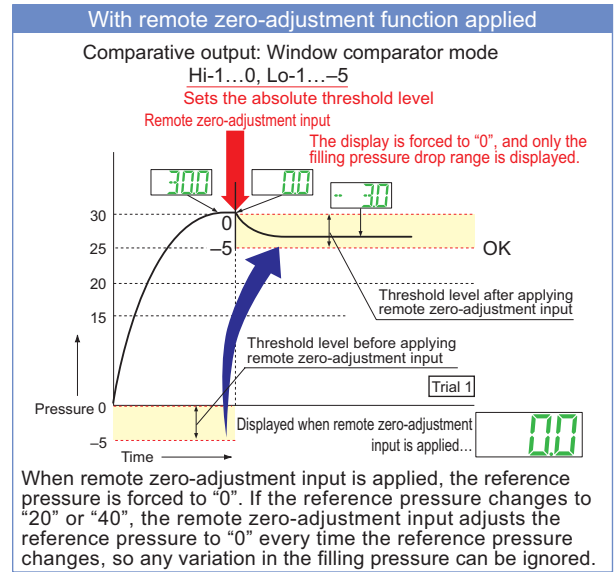 With remote zero-adjustment function applied
Comparative output: Window comparator mode
Hi-1...0, Lo-1...–5
Sets the absolute threshold level
Remote zero-adjustment input
The display is forced to “0”, and only the
filling pressure drop range is displayed.
30.0
0.0
- 3.0
30
0
–5
25
OK
20
Threshold level after applying
remote zero-adjustment input
15
Threshold level before applying
remote zero-adjustment input
Trial 1
Pressure 0
Displayed when remote zero-adjustment
input is applied...
0.0
–5
Time
When remote zero-adjustment input is applied, the reference
pressure is forced to “0”. If the reference pressure changes to
“20” or “40”, the remote zero-adjustment input adjusts the
reference pressure to “0” every time the reference pressure
changes, so any variation in the filling pressure can be ignored.